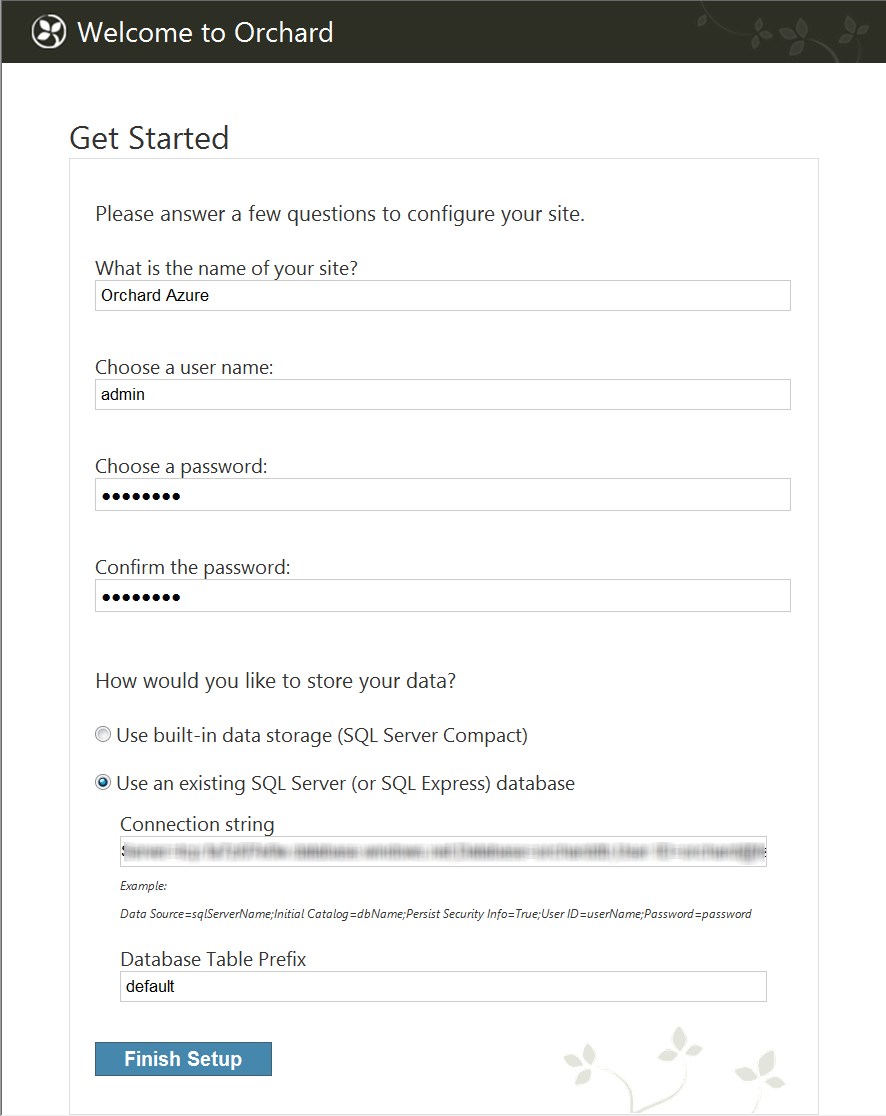 Welcome to Orchard
Get Started
Please answer a few questions to configure your site.
What is the name of your site?
Orchard Azure
Choose a user name:
admin
Choose a password:
••••••••
Confirm the password:
••••••••
How would you like to store your data?
Use built-in data storage (SQL Server Compact)
Use an existing SQL Server (or SQL Express) database
Connection string
Example:
Data Source=sqlServerName;Initial Catalog=dbName;Persist Security Info=True;User ID=userName;Password=password
Database Table Prefix
default
Finish Setup